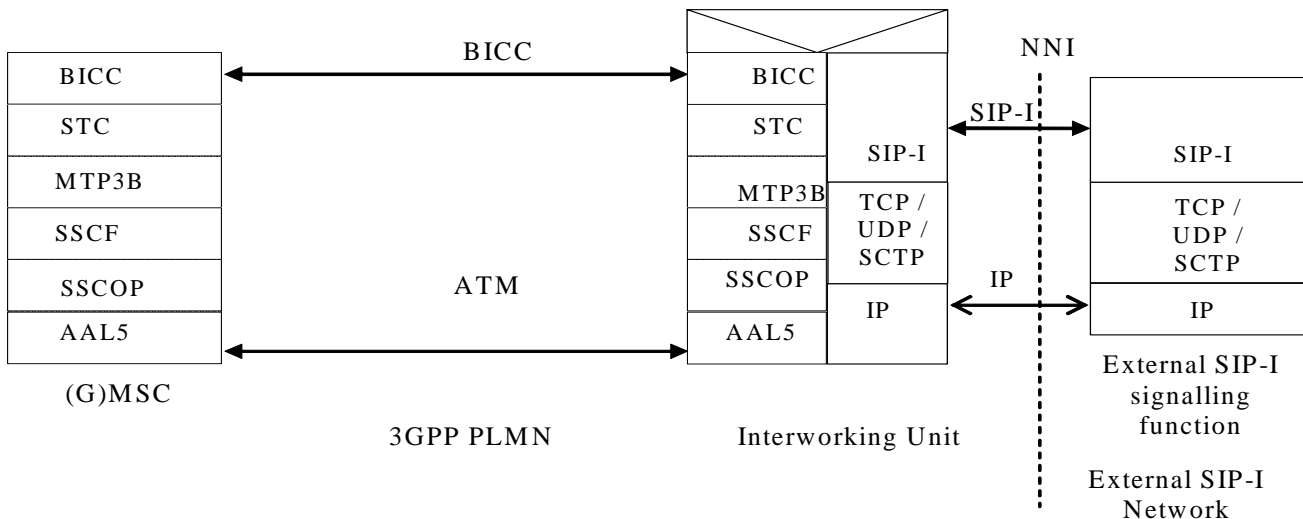 BICC
STC
MTP3B
SSCF
SSCOP
AAL5
(G)MSC
BICC
ATM
3GPP PLMN
BICC
STC
MTP3B
SSCF
SSCOP
AAL5
SIP-I
TCP /
UDP /
SCTP
IP
Interworking Unit
NNI
SIP-I
IP
SIP-I
TCP /
UDP /
SCTP
IP
External SIP-I
signalling
function
External SIP-I
Network